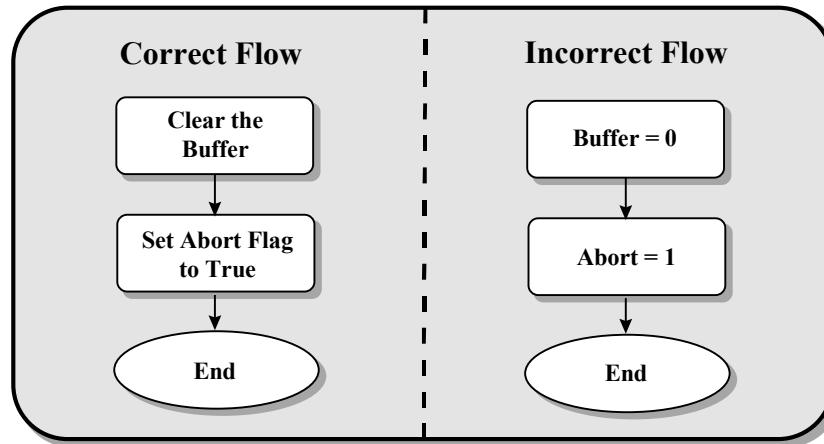 Correct Flow
Clear the
Buffer
Set Abort Flag
to True
End
Incorrect Flow
Buffer = 0
Abort = 1
End